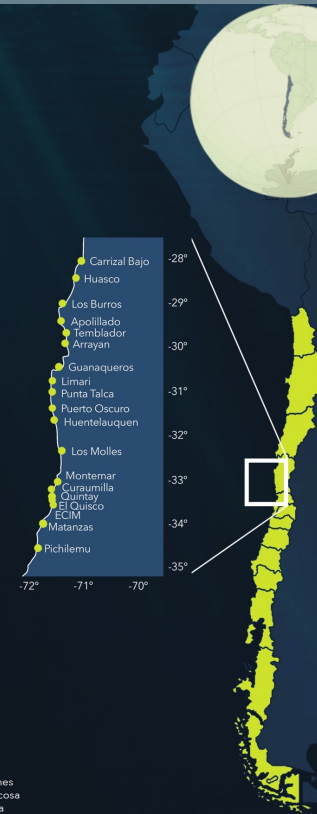 Carrizal Bajo
-28°
Huasco
-29°
Los Burros
Apolillado
Temblador
Arrayan
-30°
Guanaqueros
Limari
-31°
Punta Talca
Puerto Oscuro
Huentelauquen
-32°
Los Molles
Montemar
-33°
Curaumilla
Quintay
El Quisco
ECIM
-34°
Matanzas
Pichilemu
-35°
-72° -71° -70°
nes
cosa
a